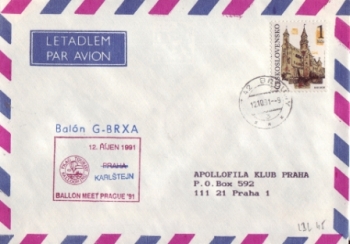 LETADLEM
PAR AVION
1
ČESKOSLOVENSKO
Balón G-BRXA
12. ŘÍJEN 1991
PRAHA
KARLŠTEJN
BALLON MEET PRAGUE '91
APOLLOFILA KLUB PRAHA
P.O.Box 592
111 21 Praha 1